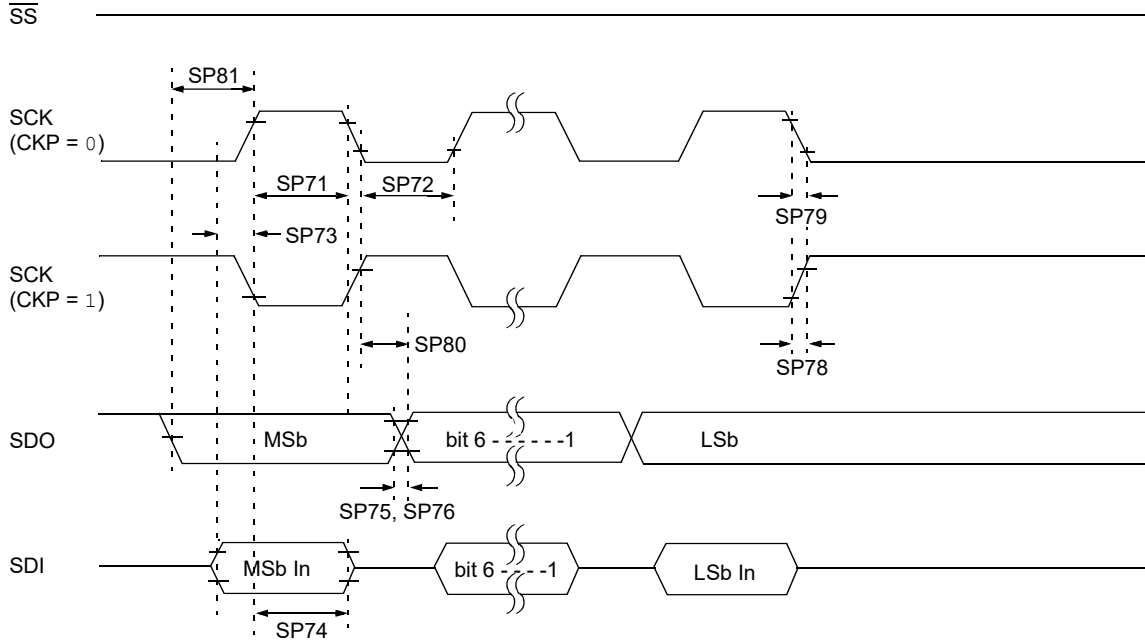 SS
SP81
SCK
(CKP = 0)
SP71
SP72
SP79
SP73
SCK
(CKP = 1)
SP80
SP78
SDO
MSb
bit 6 - - - - - -1
LSb
SP75, SP76
SDI
MSb In
bit 6 - - - -1
LSb In
SP74